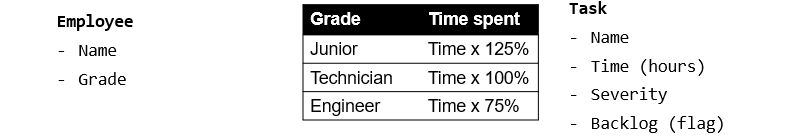 Employee
- Name
- Grade
Grade Time spent
Junior Time x 125%
Technician Time x 100%
Engineer Time x 75%
Task
- Name
- Time (hours)
- Severity
- Backlog (flag)